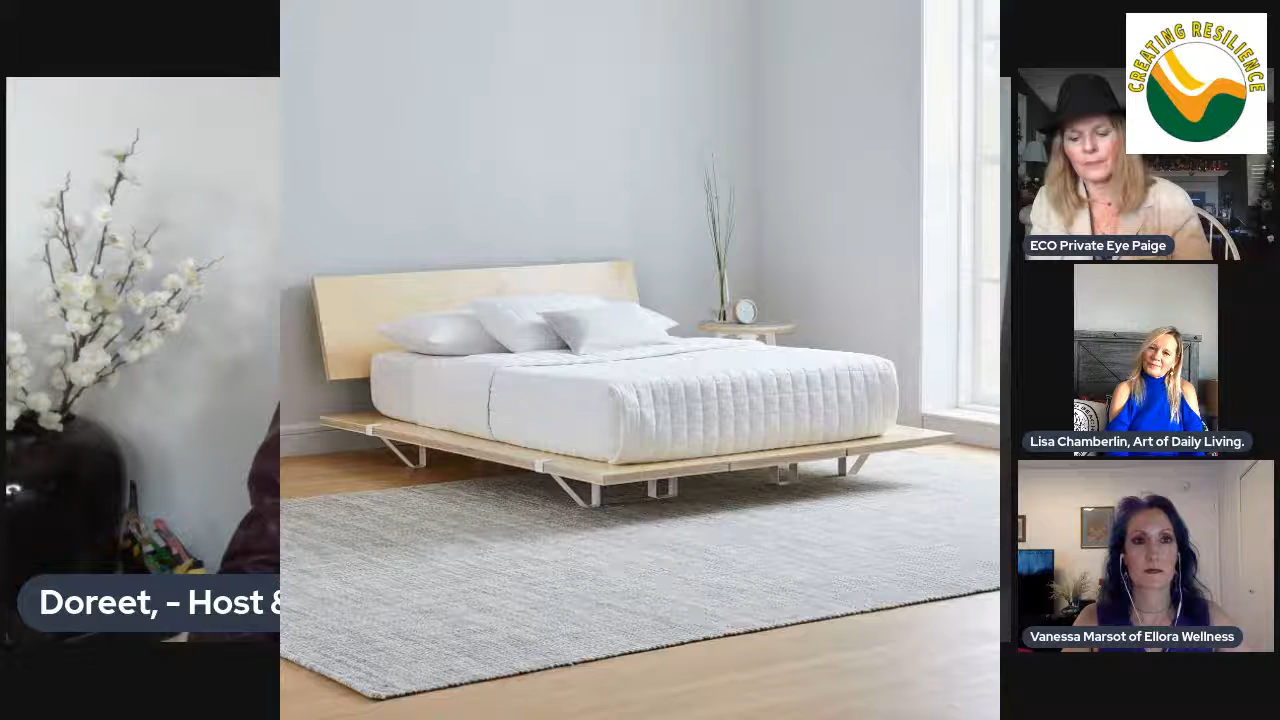 CREATING RESILIENCE
ECO Private Eye Paige
Lisa Chamberlin, Art of Daily Living.
Doreet, - Host &
Vanessa Marsot of Ellora Wellness